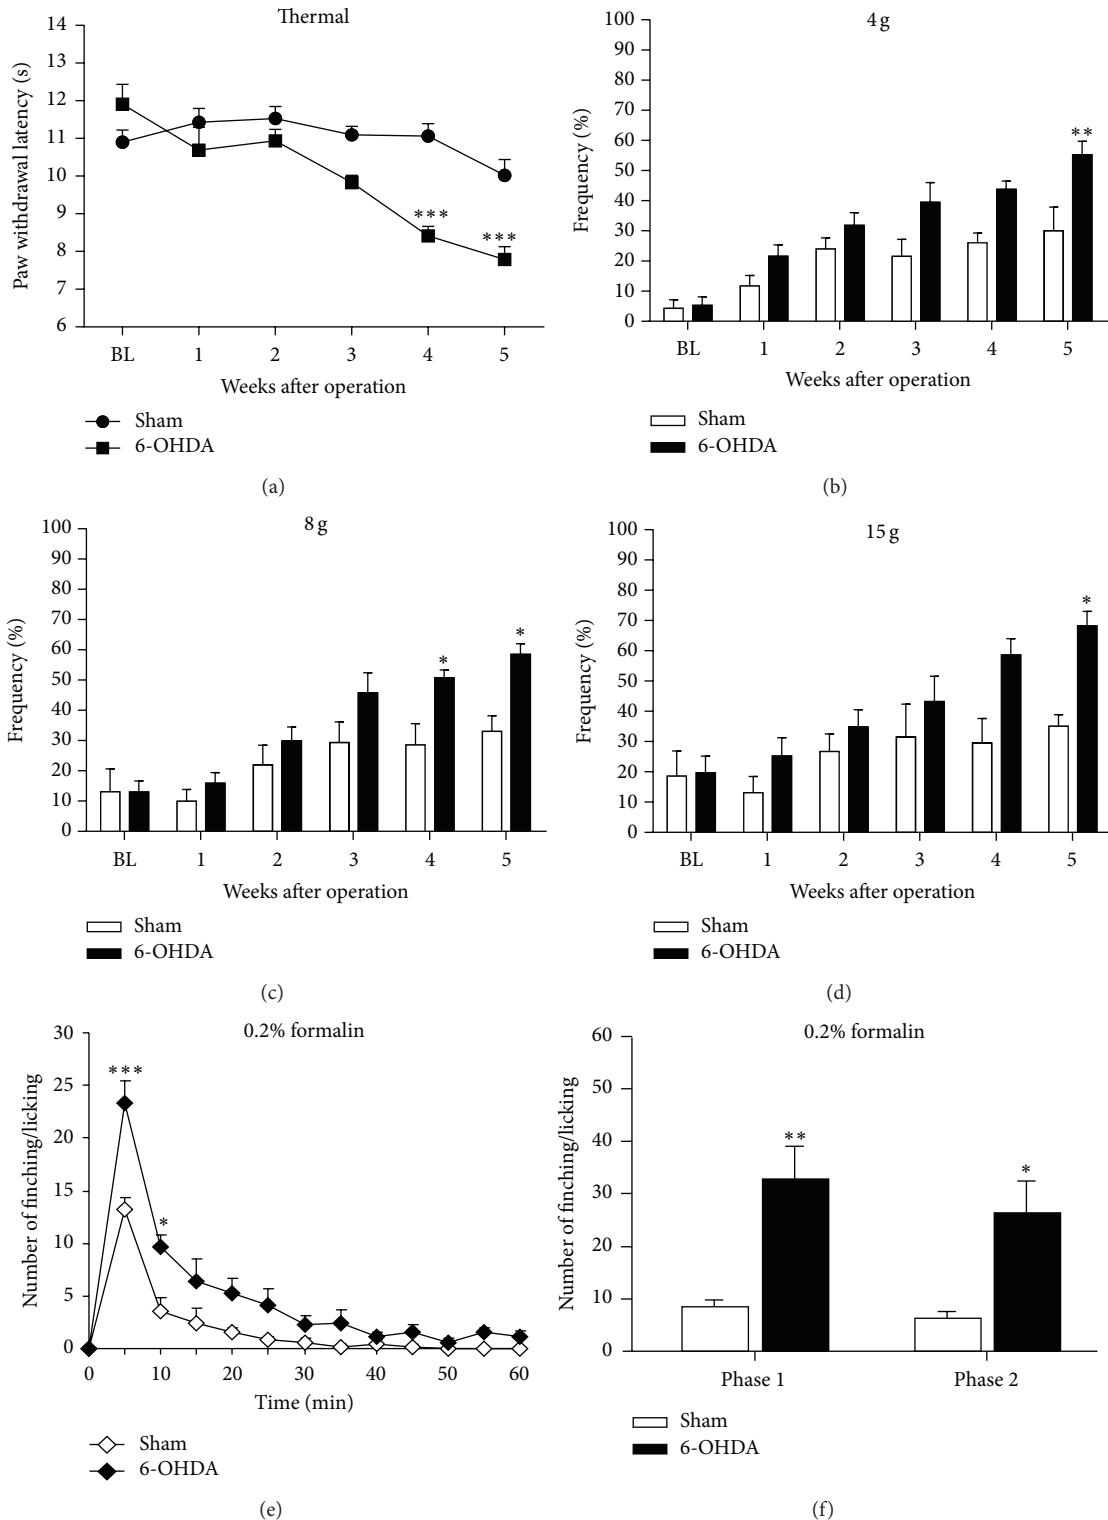 Thermal
Paw withdrawal latency (s)
14
13
12
11
10
9
8
7
6
***
***
BL 1 2 3 4 5
Weeks after operation
Sham
6-OHDA
(a)
4 g
Frequency (%)
100
90
80
70
60
50
40
30
20
10
0
**
BL 1 2 3 4 5
Weeks after operation
Sham
6-OHDA
(b)
8 g
Frequency (%)
100
90
80
70
60
50
40
30
20
10
0
*
*
BL 1 2 3 4 5
Weeks after operation
Sham
6-OHDA
(c)
15 g
Frequency (%)
100
90
80
70
60
50
40
30
20
10
0
*
BL 1 2 3 4 5
Weeks after operation
Sham
6-OHDA
(d)
0.2% formalin
Number of finching/licking
30
25
20
15
10
5
0
***
*
0 10 20 30 40 50 60
Time (min)
Sham
6-OHDA
(e)
0.2% formalin
Number of finching/licking
60
50
40
30
20
10
0
**
*
Phase 1 Phase 2
Sham
6-OHDA
(f)